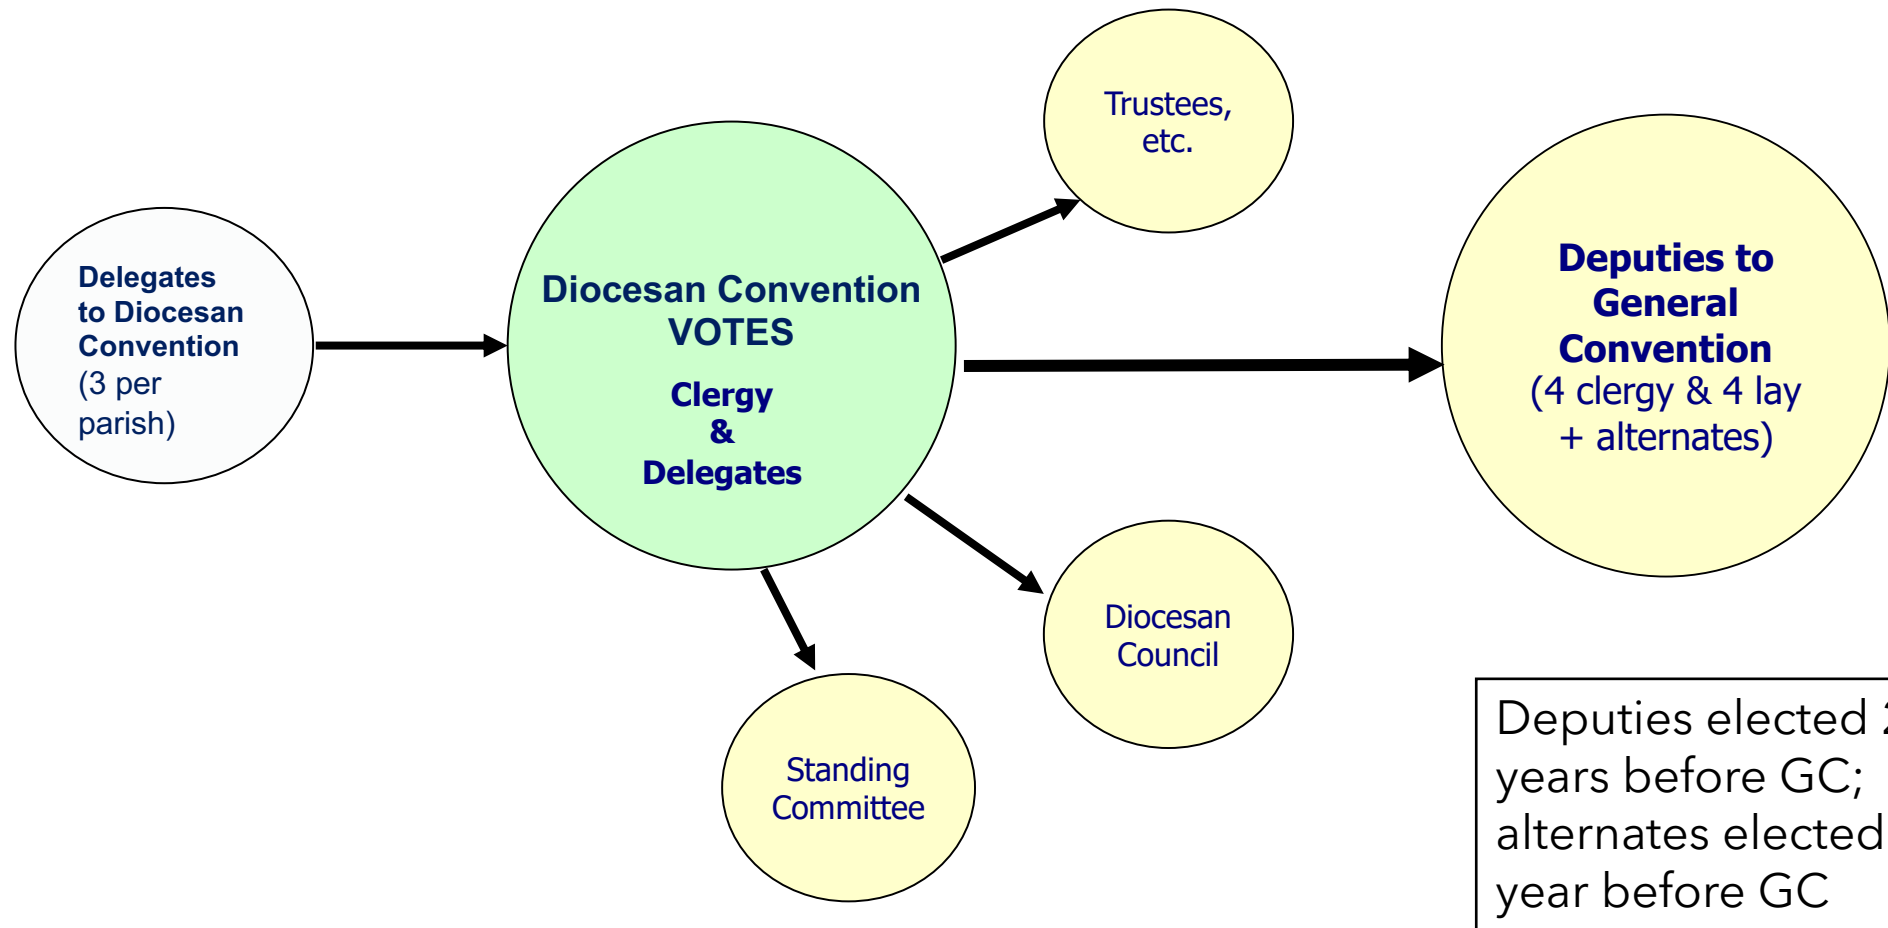 Delegates
to Diocesan
Convention
(3 per
parish)
Diocesan Convention
VOTES
Clergy
&
Delegates
Trustees,
etc.
Deputies to
General
Convention
(4 clergy & 4 lay
+ alternates)
Diocesan
Council
Standing
Committee
Deputies elected
years before GC;
alternates elected
year before GC